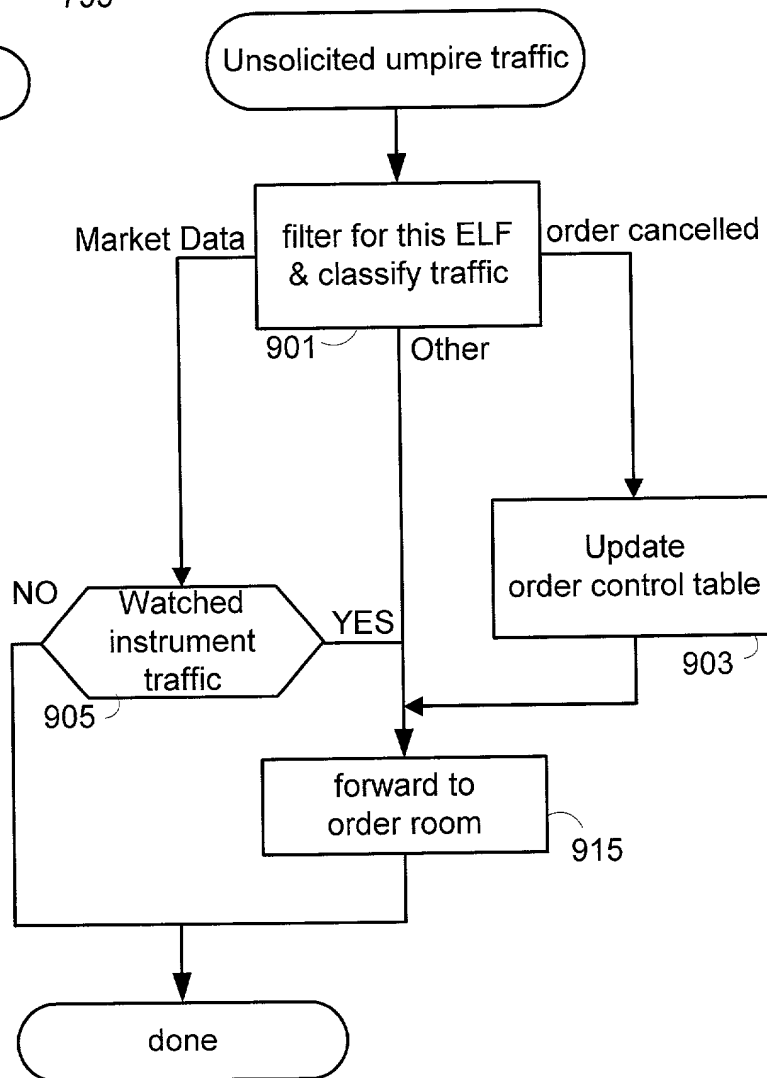 Unsolicited umpire traffic
Market Data
filter for this ELF
& classify traffic
order cancelled
901
Other
Update
order control table
903
NO
Watched
instrument
traffic
YES
905
forward to
order room
915
done